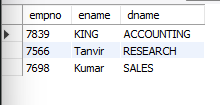 empno ename dname
7839 KING ACCOUNTING
7566 Tanvir RESEARCH
7698 Kumar SALES